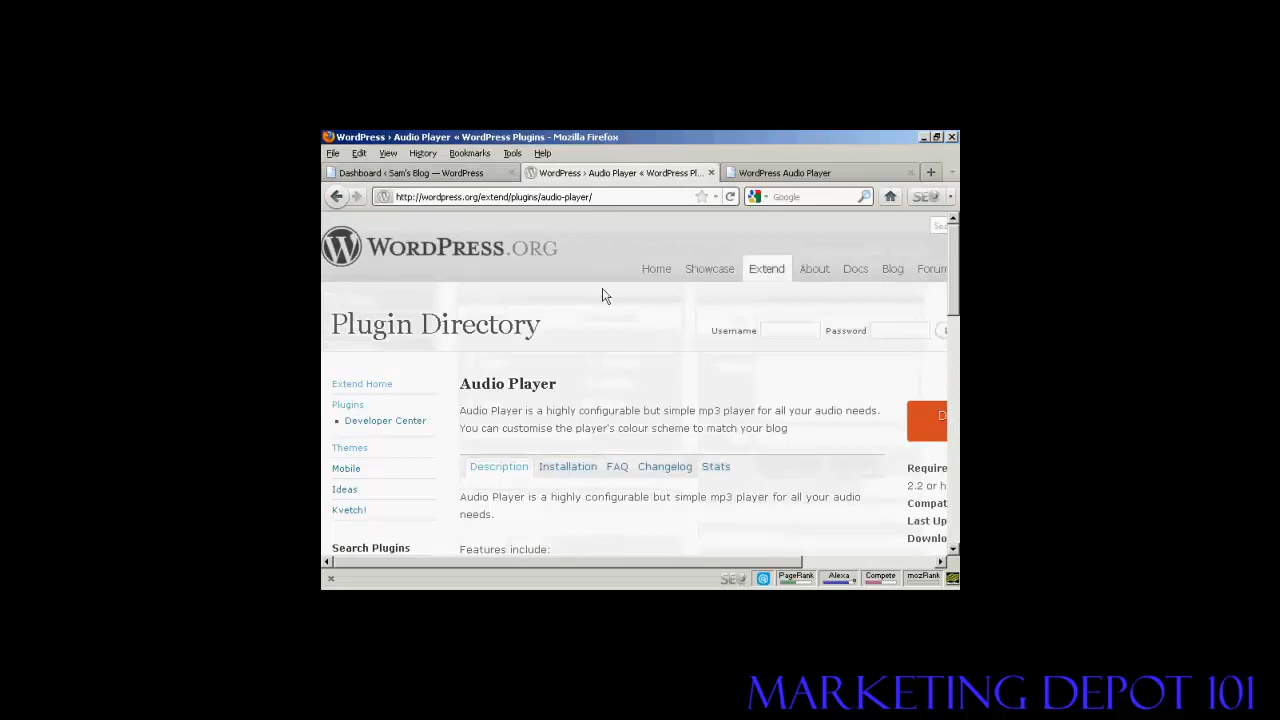 WordPress › Audio Player « WordPress Plugins - Mozilla Firefox
File Edit View History Bookmarks Tools Help
Dashboard ‹ Sam's Blog — WordPress
WordPress › Audio Player « WordPress Pl...
WordPress Audio Player
http://wordpress.org/extend/plugins/audio-player/
Google
SEO
WORDPRESS.ORG
Home Showcase Extend About Docs Blog Forum
Plugin Directory
Username Password
Extend Home
Plugins
Developer Center
Themes
Mobile
Ideas
Kvetch!
Search Plugins
Audio Player
Audio Player is a highly configurable but simple mp3 player for all your audio needs.
You can customise the player's colour scheme to match your blog
Description Installation FAQ Changelog Stats
Audio Player is a highly configurable but simple mp3 player for all your audio
needs.
Features include:
D
Require
2.2 or h
Compat
Last Up
Downlo
SEO PageRank Alexa Compete mozRank
MARKETING DEPOT 101